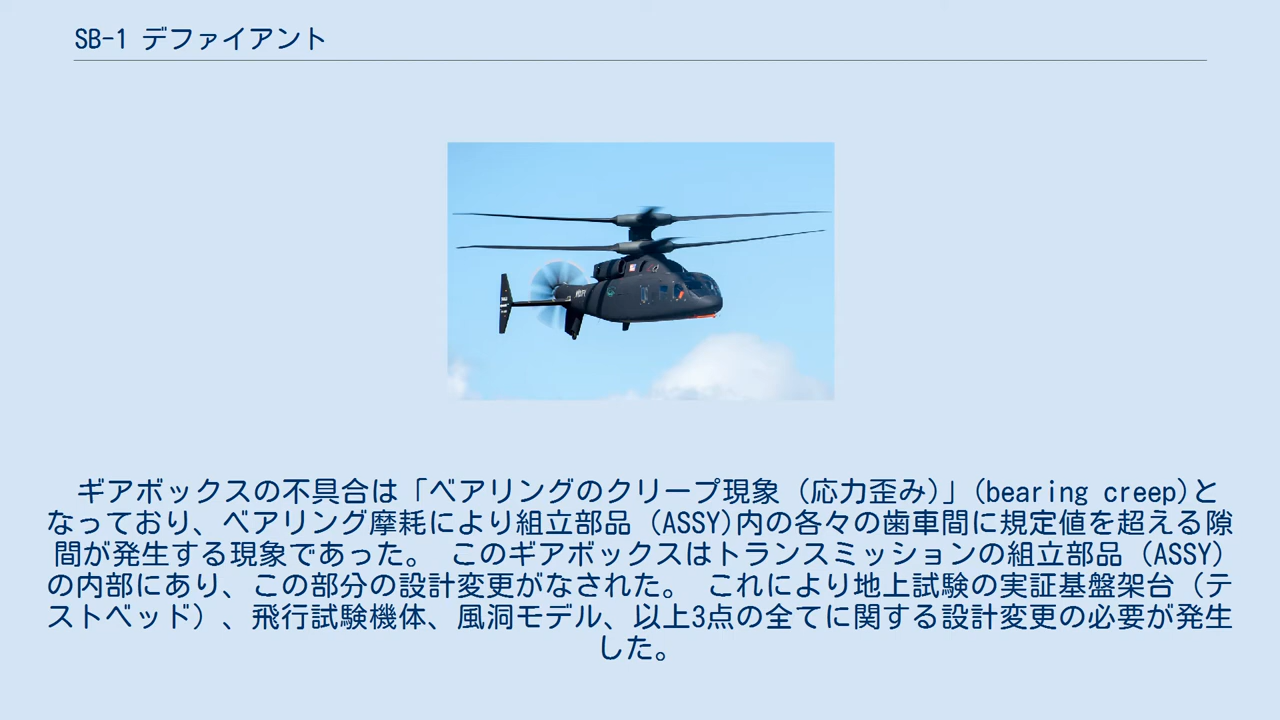 SB-1 デファイアント
ギアボックスの不具合は「ベアリングのクリープ現象（応力歪み）」(bearing creep)と
なっており、ベアリング摩耗により組立部品（ASSY)内の各々の歯車間に規定値を超える隙
間が発生する現象であった。 このギアボックスはトランスミッションの組立部品（ASSY）
の内部にあり、この部分の設計変更がなされた。 これにより地上試験の実証基盤架台（テ
ストベッド）、飛行試験機体、風洞モデル、以上3点の全てに関する設計変更の必要が発生
した。